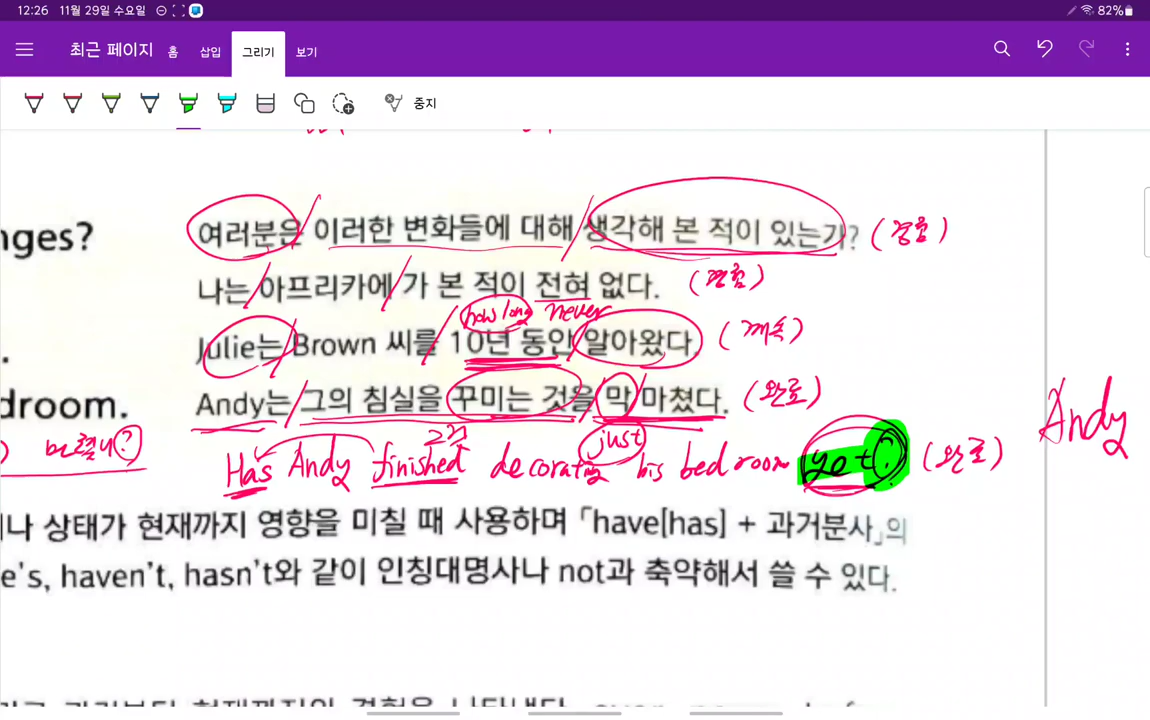 12:26 11월 29일 수요일 82%
최근 페이지 홈 삽입 그리기 보기
중지
nges? 여러분은 이러한 변화들에 대해 생각해 본 적이 있는가? (경험)
나는 아프리카에 가 본 적이 전혀 없다. (경험)
how long never
. Julie는 Brown 씨를 10년 동안 알아왔다. (계속)
droom. Andy는 그의 침실을 꾸미는 것을 막 마쳤다. (완료)
Andy
just
) Has Andy finished decorating his bedroom yet? (완료)
나 상태가 현재까지 영향을 미칠 때 사용하며 「have[has] + 과거분사」의
e's, haven't, hasn't와 같이 인칭대명사나 not과 축약해서 쓸 수 있다.